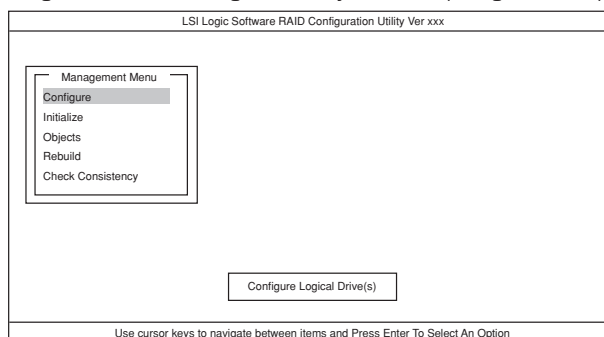 LSI Logic Software RAID Configuration Utility Ver xxx
Management Menu
Configure
Initialize
Objects
Rebuild
Check Consistency
Configure Logical Drive(s)
Use cursor keys to navigate between items and Press Enter To Select An Option